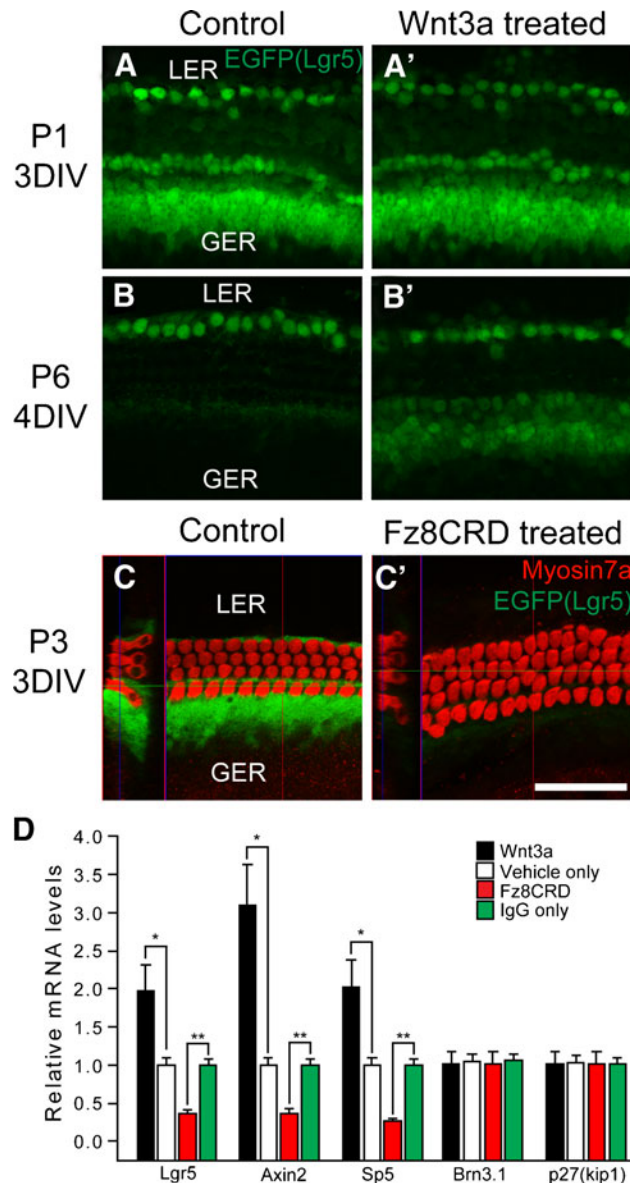 Control
Wnt3a treated
A
LER
EGFP(Lgr5)
A'
P1
3DIV
GER
B
LER
B'
P6
4DIV
GER
Control
Fz8CRD treated
C
LER
C'
Myosin7a
EGFP(Lgr5)
P3
3DIV
GER
D
Relative mRNA levels
4.0
3.5
3.0
2.5
2.0
1.5
1.0
0.5
0.0
*
**
*
**
*
**
Wnt3a
Vehicle only
Fz8CRD
IgG only
Lgr5
Axin2
Sp5
Brn3.1
p27(kip1)